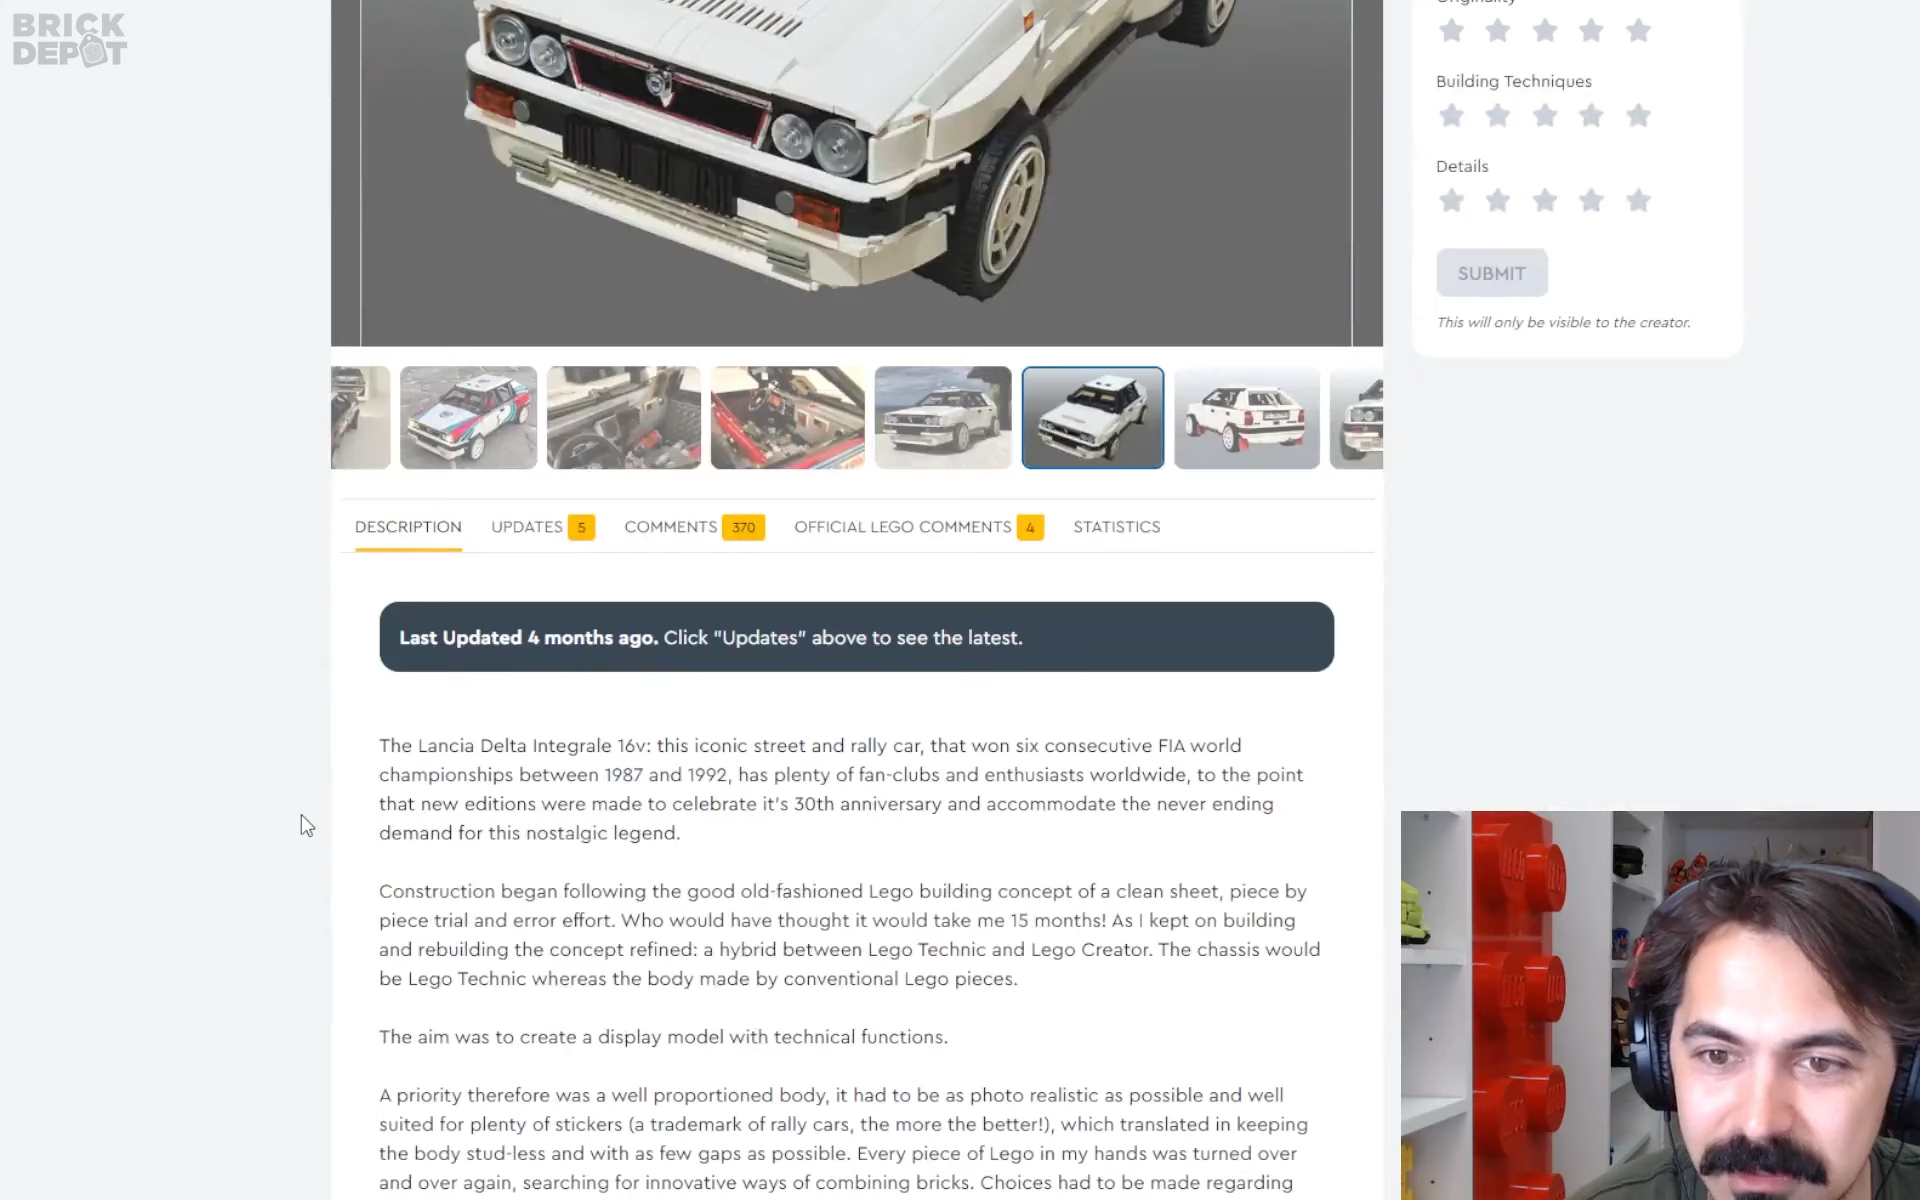 BRICK
DEPOT
Building Techniques
Details
SUBMIT
This will only be visible to the creator.
DESCRIPTION UPDATES 5 COMMENTS 370 OFFICIAL LEGO COMMENTS 4 STATISTICS
Last Updated 4 months ago. Click "Updates" above to see the latest.
The Lancia Delta Integrale 16v: this iconic street and rally car, that won six consecutive FIA world
championships between 1987 and 1992, has plenty of fan-clubs and enthusiasts worldwide, to the point
that new editions were made to celebrate it's 30th anniversary and accommodate the never ending
demand for this nostalgic legend.
Construction began following the good old-fashioned Lego building concept of a clean sheet, piece by
piece trial and error effort. Who would have thought it would take me 15 months! As I kept on building
and rebuilding the concept refined: a hybrid between Lego Technic and Lego Creator. The chassis would
be Lego Technic whereas the body made by conventional Lego pieces.
The aim was to create a display model with technical functions.
A priority therefore was a well proportioned body, it had to be as photo realistic as possible and well
suited for plenty of stickers (a trademark of rally cars, the more the better!), which translated in keeping
the body stud-less and with as few gaps as possible. Every piece of Lego in my hands was turned over
and over again, searching for innovative ways of combining bricks. Choices had to be made regarding